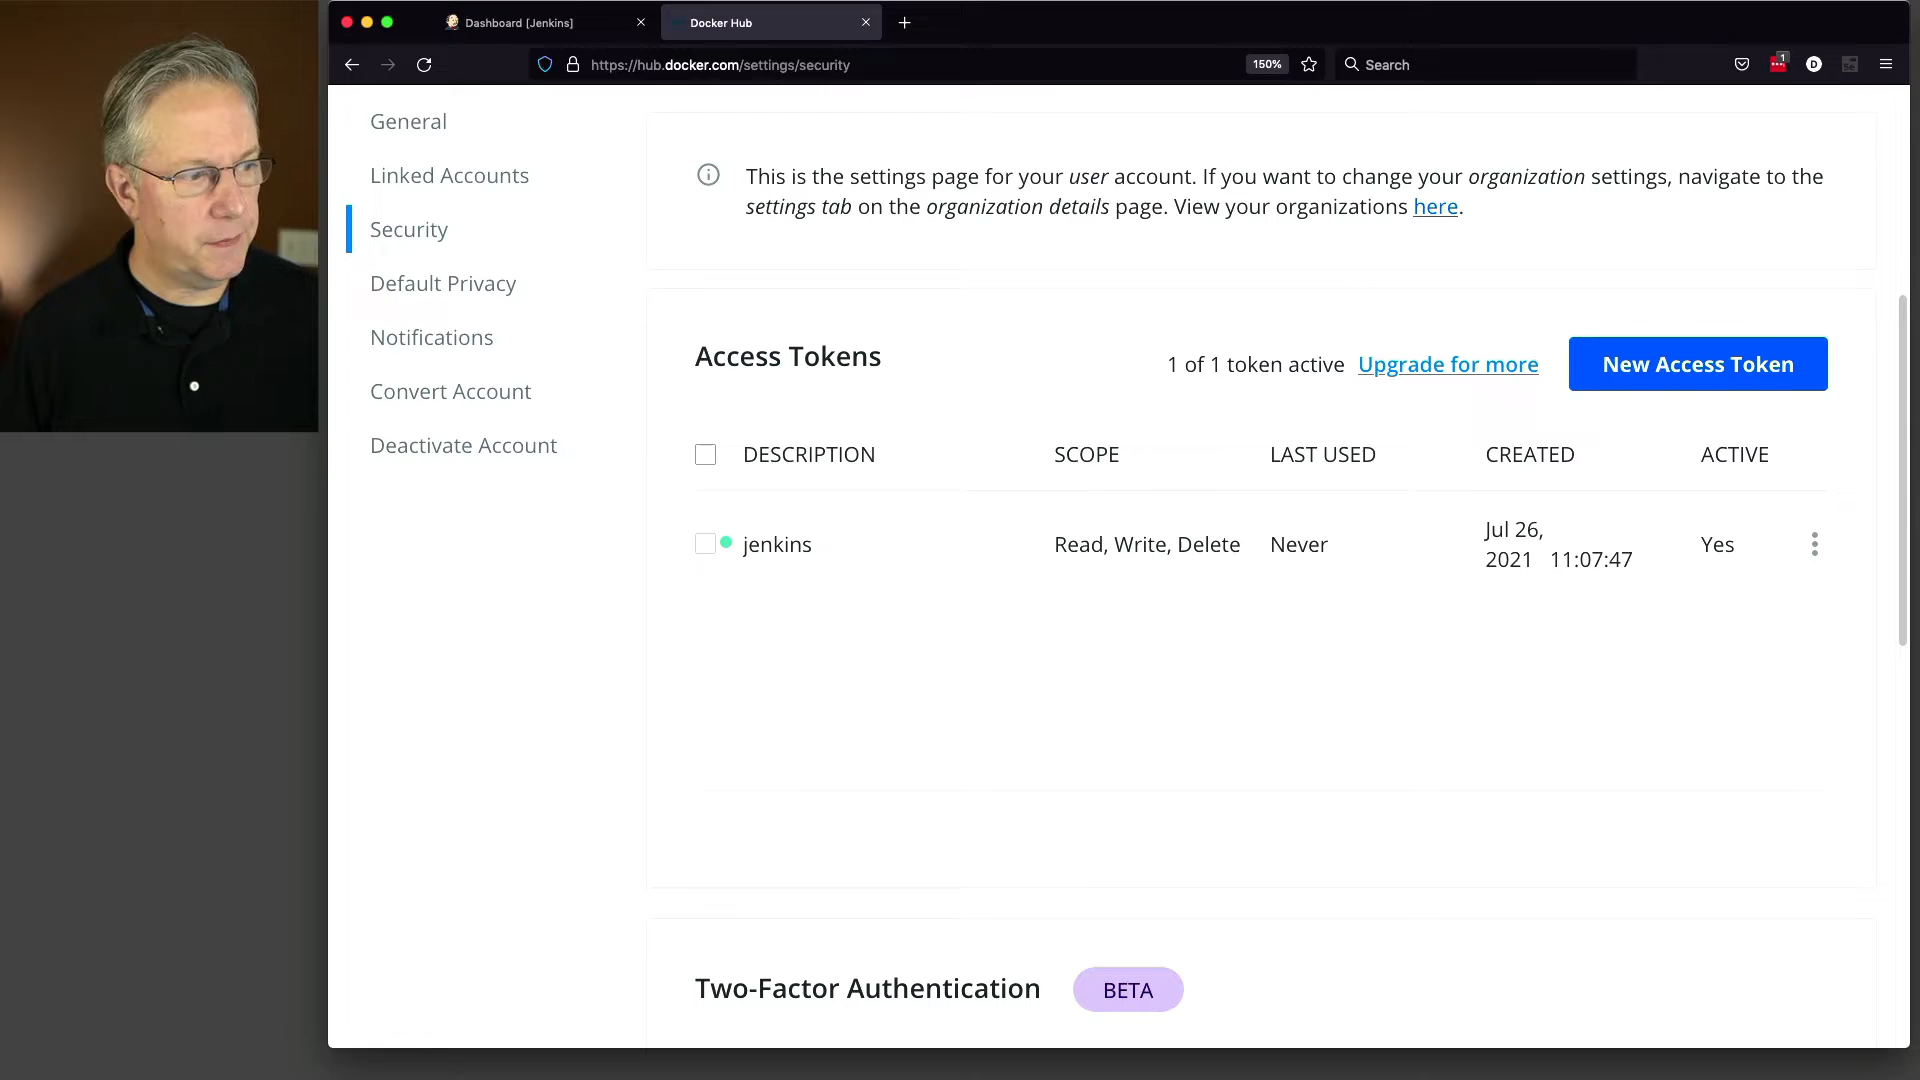 Dashboard [Jenkins]
Docker Hub
https://hub.docker.com/settings/security
150%
Search
1
D
General
Linked Accounts
Security
Default Privacy
Notifications
Convert Account
Deactivate Account
This is the settings page for your user account. If you want to change your organization settings, navigate to the
settings tab on the organization details page. View your organizations here.
Access Tokens
1 of 1 token active Upgrade for more
New Access Token
DESCRIPTION SCOPE LAST USED CREATED ACTIVE
jenkins Read, Write, Delete Never Jul 26, 2021 11:07:47 Yes
Two-Factor Authentication BETA